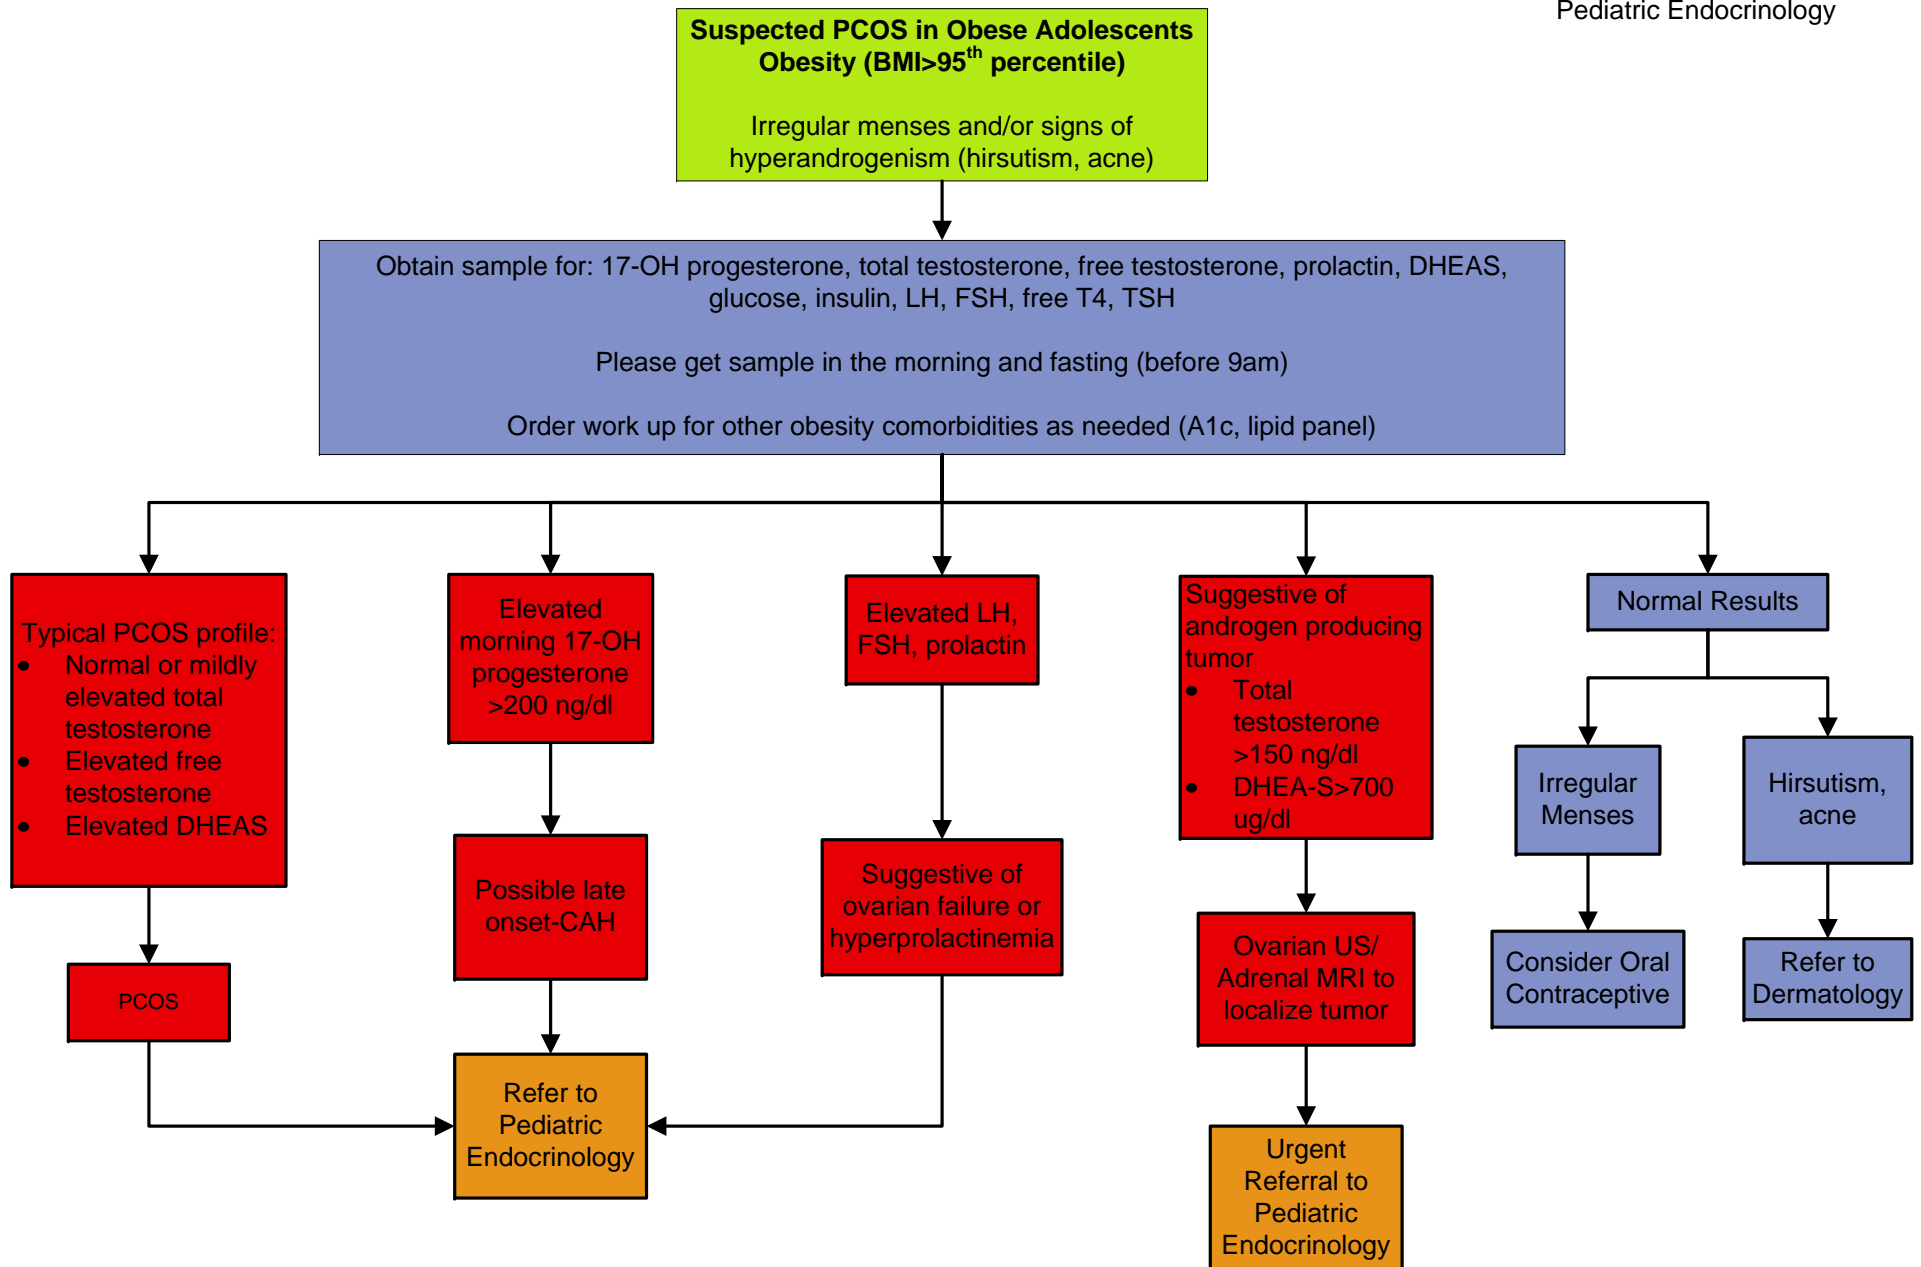 Pediatric Endocrinology
Suspected PCOS in Obese Adolescents
Obesity (BMI>95th percentile)
Irregular menses and/or signs of
hyperandrogenism (hirsutism, acne)
Obtain sample for: 17-OH progesterone, total testosterone, free testosterone, prolactin, DHEAS,
glucose, insulin, LH, FSH, free T4, TSH
Please get sample in the morning and fasting (before 9am)
Order work up for other obesity comorbidities as needed (A1c, lipid panel)
Typical PCOS profile:
• Normal or mildly
elevated total
testosterone
• Elevated free
testosterone
• Elevated DHEAS
PCOS
Elevated
morning 17-OH
progesterone
>200 ng/dl
Possible late
onset-CAH
Refer to
Pediatric
Endocrinology
Elevated LH,
FSH, prolactin
Suggestive of
ovarian failure or
hyperprolactinemia
Suggestive of
androgen producing
tumor
• Total
testosterone
>150 ng/dl
• DHEA-S>700
ug/dl
Ovarian US/
Adrenal MRI to
localize tumor
Urgent
Referral to
Pediatric
Endocrinology
Normal Results
Irregular
Menses
Consider Oral
Contraceptive
Hirsutism,
acne
Refer to
Dermatology